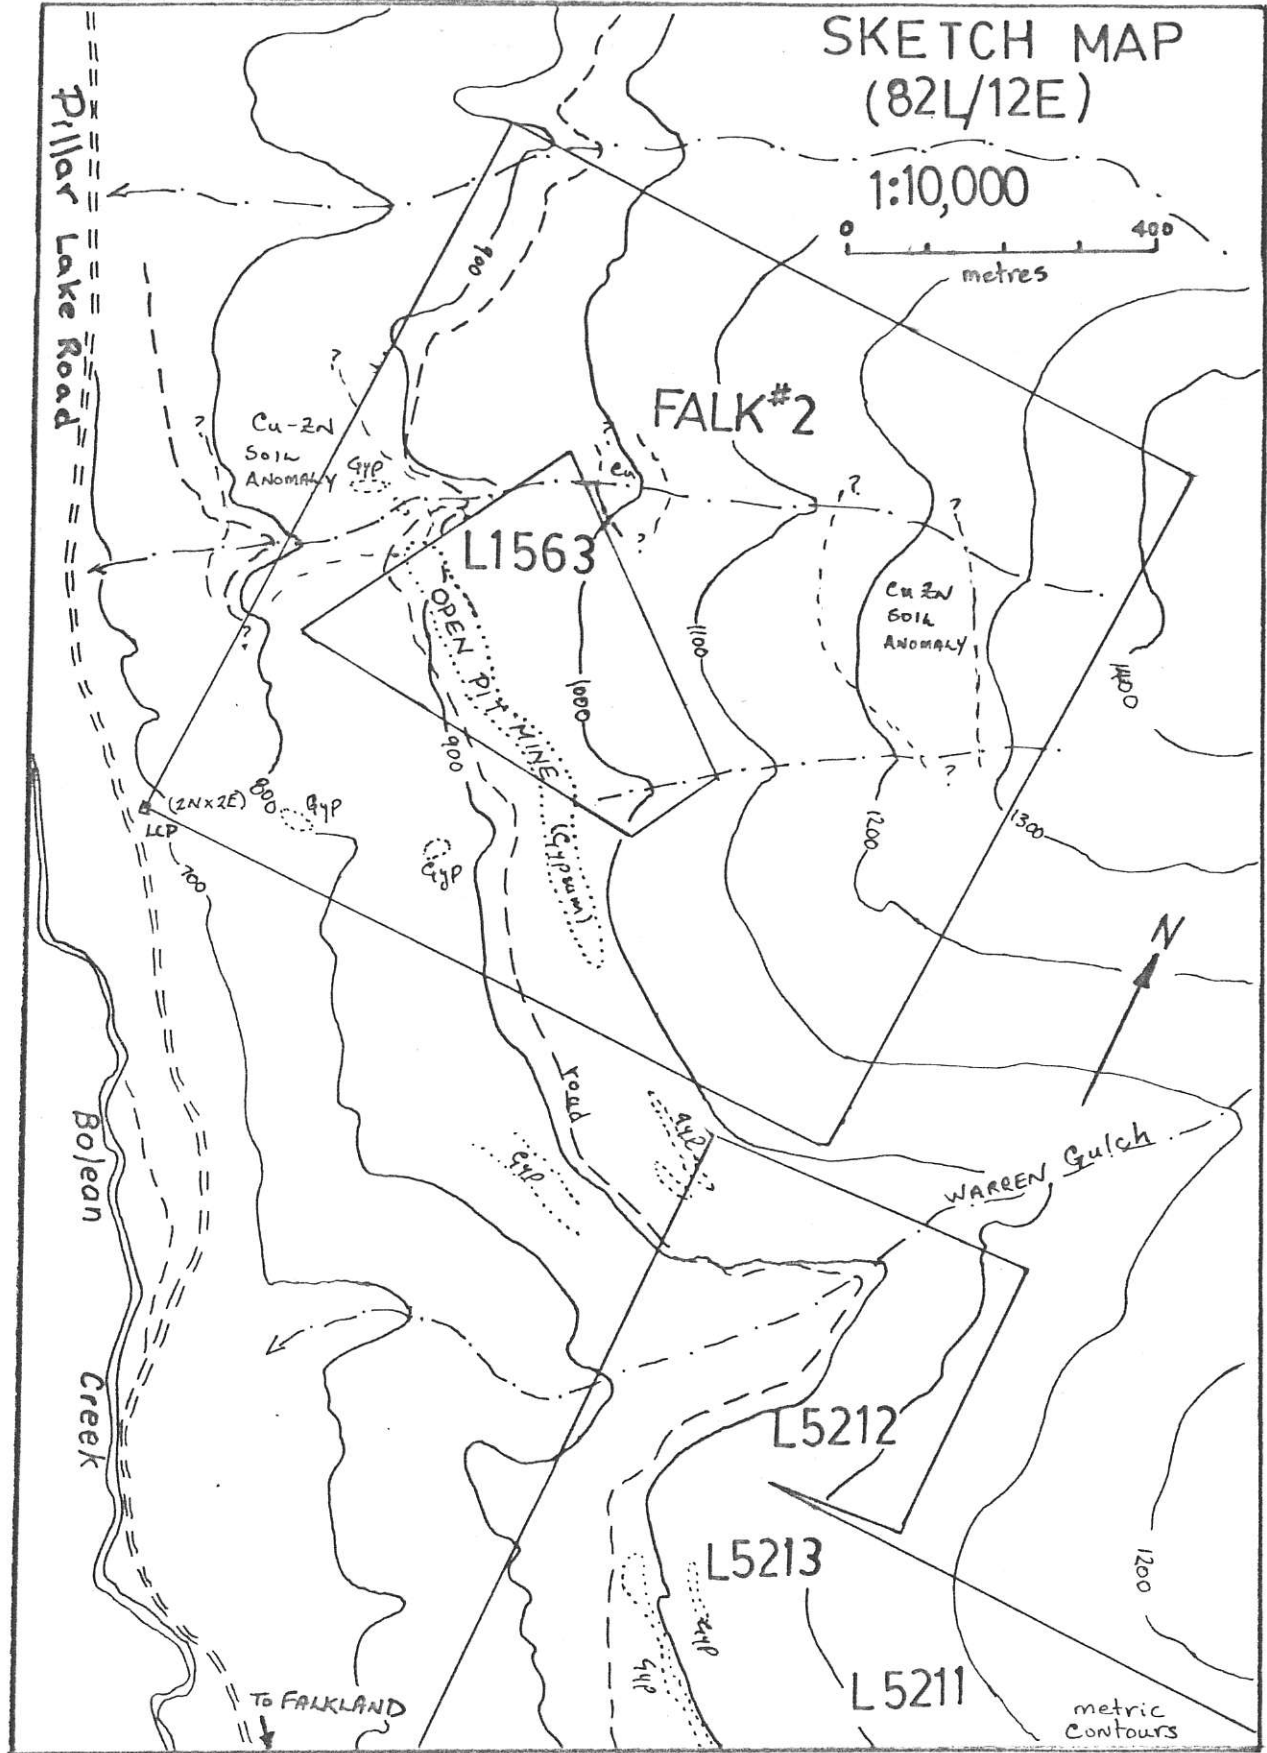 SKETCH MAP
(82L/12E)
1:10,000
0 400
metres
Pillar Lake Road
900
?
?
Cu-ZN
SOIL
ANOMALY
Gyp
FALK#2
Cu
?
L1563
?
?
Cu ZN
SOIL
ANOMALY
?
?
OPEN PIT MINE
(Gypsum)
1000
1100
1400
900
800
(2N X 2E)
LCP
Gyp
Gyp
700
1200
1300
N
road
Gyp
Gyp
?
WARREN Gulch
Bolean Creek
L5212
L5213
Gyp
Gyp
L5211
1200
TO FALKLAND
metric
contours